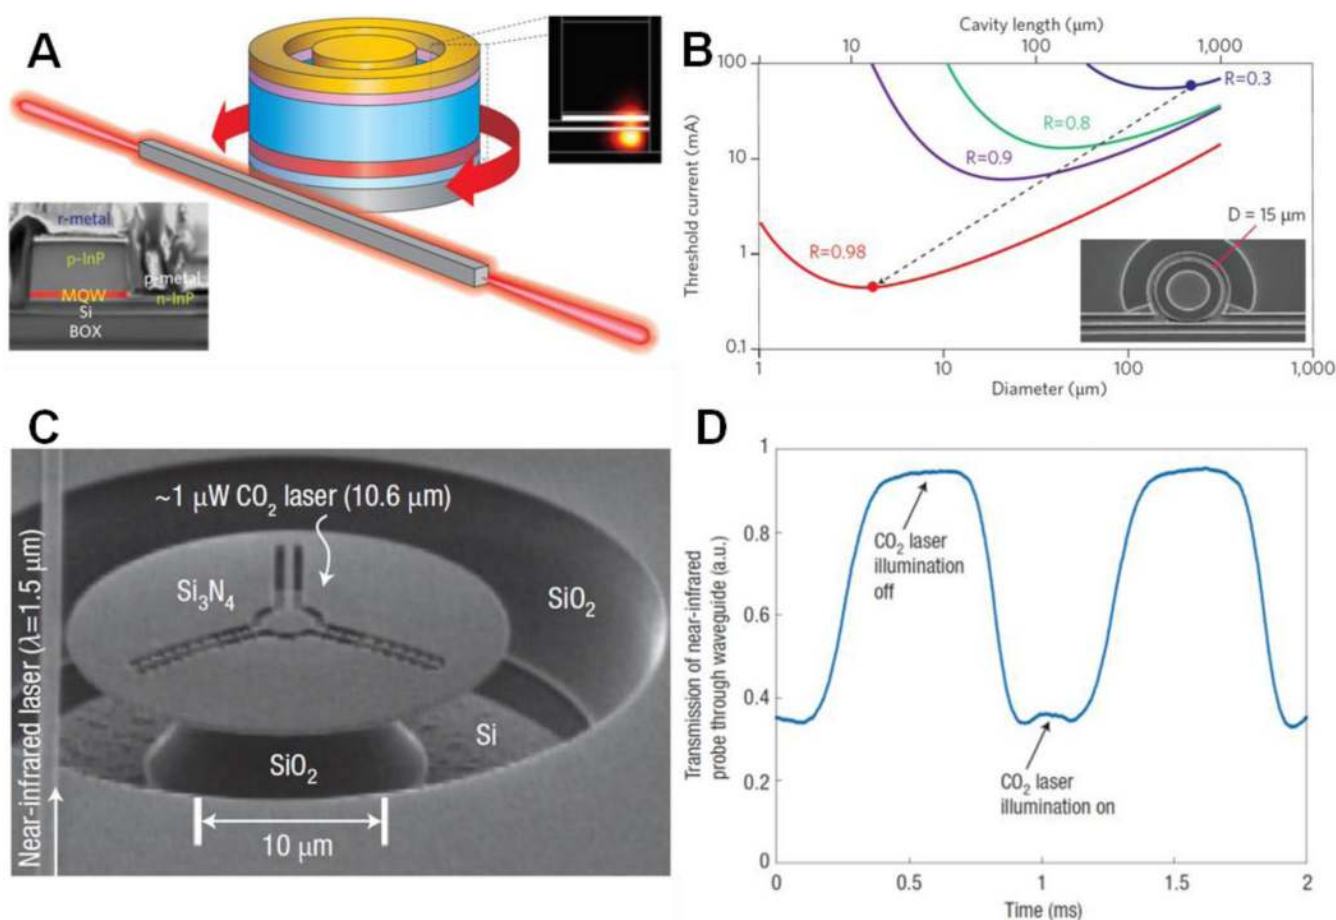 A
r-metal
p-InP
p-metal
MQW
n-InP
Si
BOX
B
Cavity length (µm)
10
100
1,000
Threshold current (mA)
100
10
1
0.1
R=0.3
R=0.8
R=0.9
R=0.98
D = 15 µm
1
10
100
1,000
Diameter (µm)
C
~1 µW CO₂ laser (10.6 µm)
Si₃N₄
SiO₂
Si
SiO₂
10 µm
Near-infrared laser (λ=1.5 µm)
D
Transmission of near-infrared
probe through waveguide (a.u.)
1
0.8
0.6
0.4
0.2
0
CO₂ laser
illumination
off
CO₂ laser
illumination on
0
0.5
1
1.5
2
Time (ms)